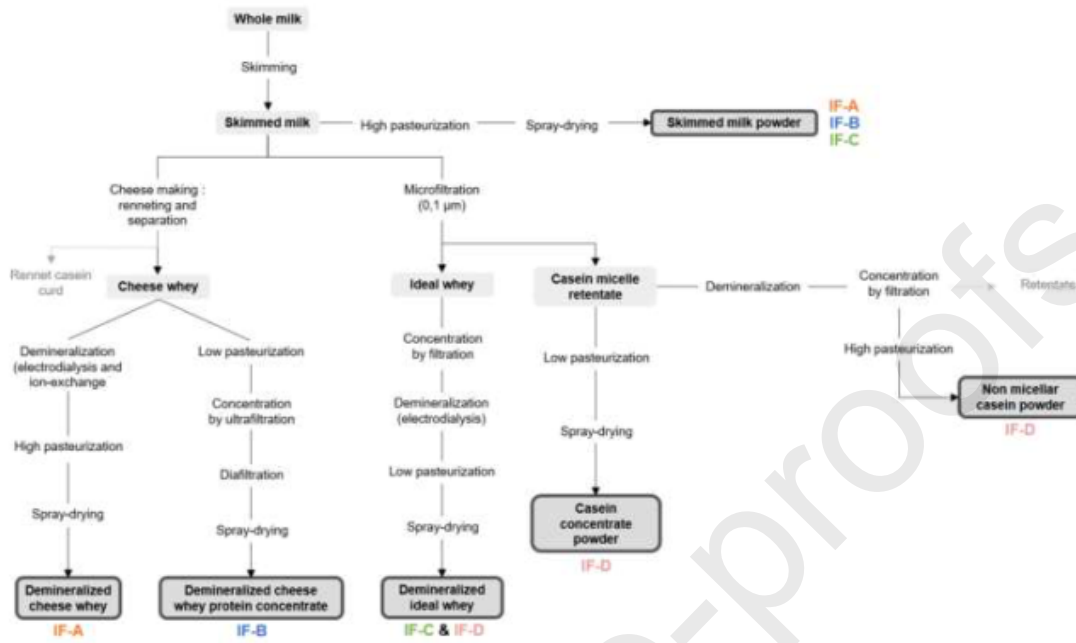 Whole milk
Skimming
Skimmed milk
High pasteurization
Spray-drying
Skimmed milk powder
IF-A
IF-B
IF-C
Cheese making :
renneting and
separation
Microfiltration
(0,1 µm)
Rennet casein
curd
Cheese whey
Ideal whey
Casein micelle
retentate
Demineralization
Concentration
by filtration
Retentate
Demineralization
(electrodialysis and
ion-exchange
High pasteurization
Spray-drying
Demineralized
cheese whey
IF-A
Low pasteurization
Concentration
by ultrafiltration
Diafiltration
Spray-drying
Demineralized cheese
whey protein concentrate
IF-B
Concentration
by filtration
Demineralization
(electrodialysis)
Low pasteurization
Spray-drying
Demineralized
ideal whey
IF-C & IF-D
Low pasteurization
Spray-drying
Casein
concentrate
powder
IF-D
High pasteurization
Non micellar
casein powder
IF-D
-proofs